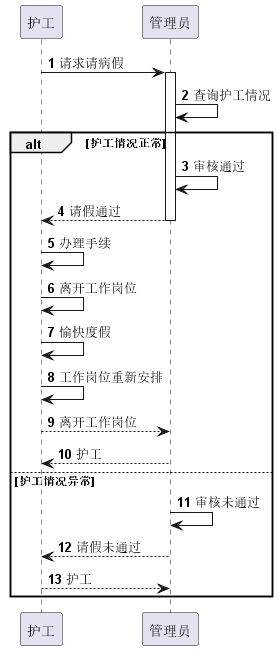 护工 管理员
1 请求请病假
2 查询护工情况
alt [护工情况正常]
3 审核通过
4 请假通过
5 办理手续
6 离开工作岗位
7 愉快度假
8 工作岗位重新安排
9 离开工作岗位
10 护工
[护工情况异常]
11 审核未通过
12 请假未通过
13 护工
护工 管理员